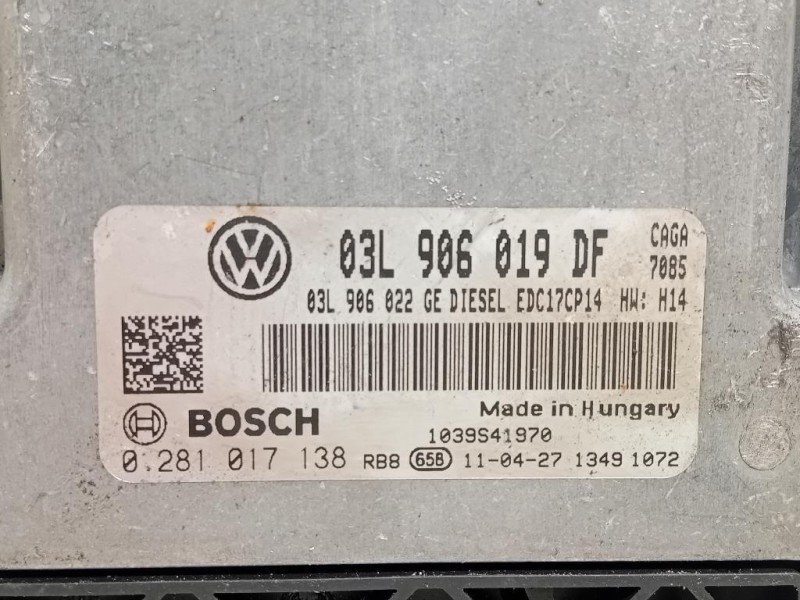 03L 906 019 DF
CAGA
7085
03L 906 022 GE DIESEL EDC17CP14 HW: H14
Made in Hungary
BOSCH
1039S41970
0 281 017 138 RB8 65B 11-04-27 1349 1072